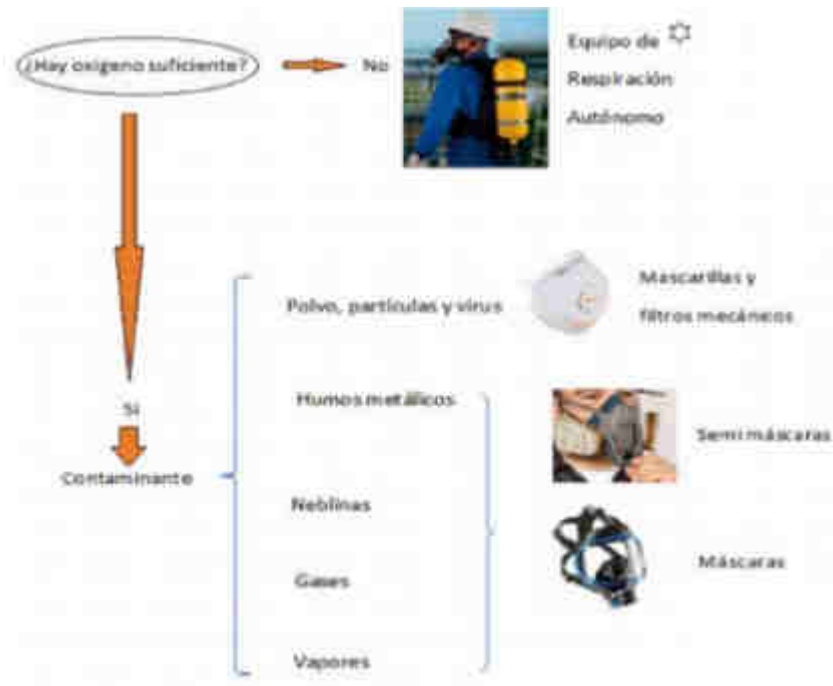 ¿Hay oxigeno suficiente?
No
Equipo de
Respiración
Autónomo
Polvo, partículas y virus
Mascarillas y
filtros mecánicos
Si
Humos metálicos
Semi máscaras
Contaminante
Neblinas
Máscaras
Gases
Vapores